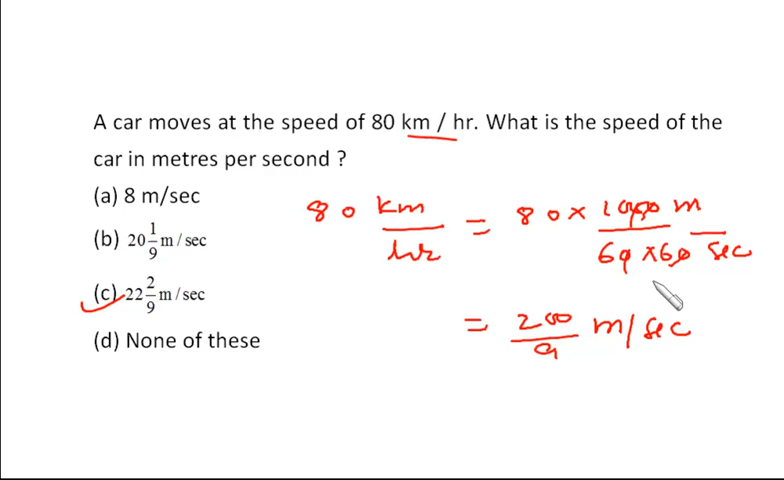 A car moves at the speed of 80 km / hr. What is the speed of the
car in metres per second ?
(a) 8 m/sec
(b) 20 1/9 m / sec
(c) 22 2/9 m / sec
(d) None of these
80 km/hr = 80 × 1000 m / 60 × 60 sec
= 200/9 m/sec